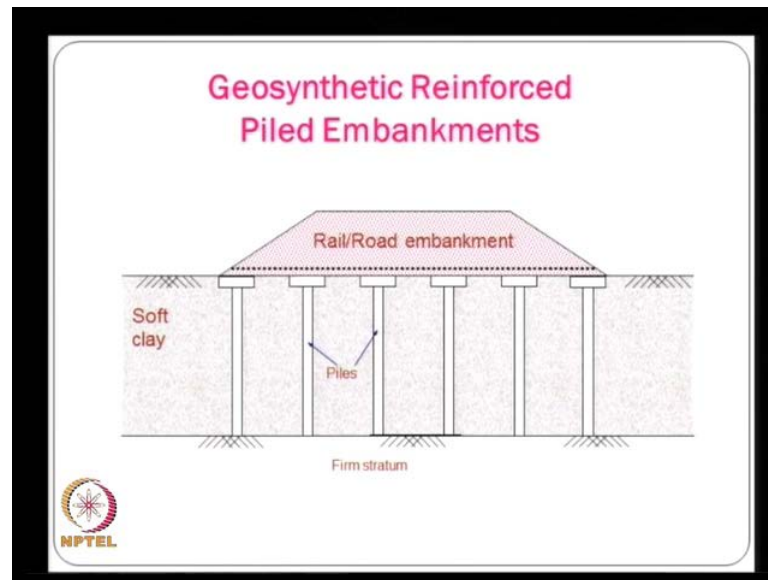 Geosynthetic Reinforced
Piled Embankments
Rail/Road embankment
Soft
clay
Piles
Firm stratum
NPTEL